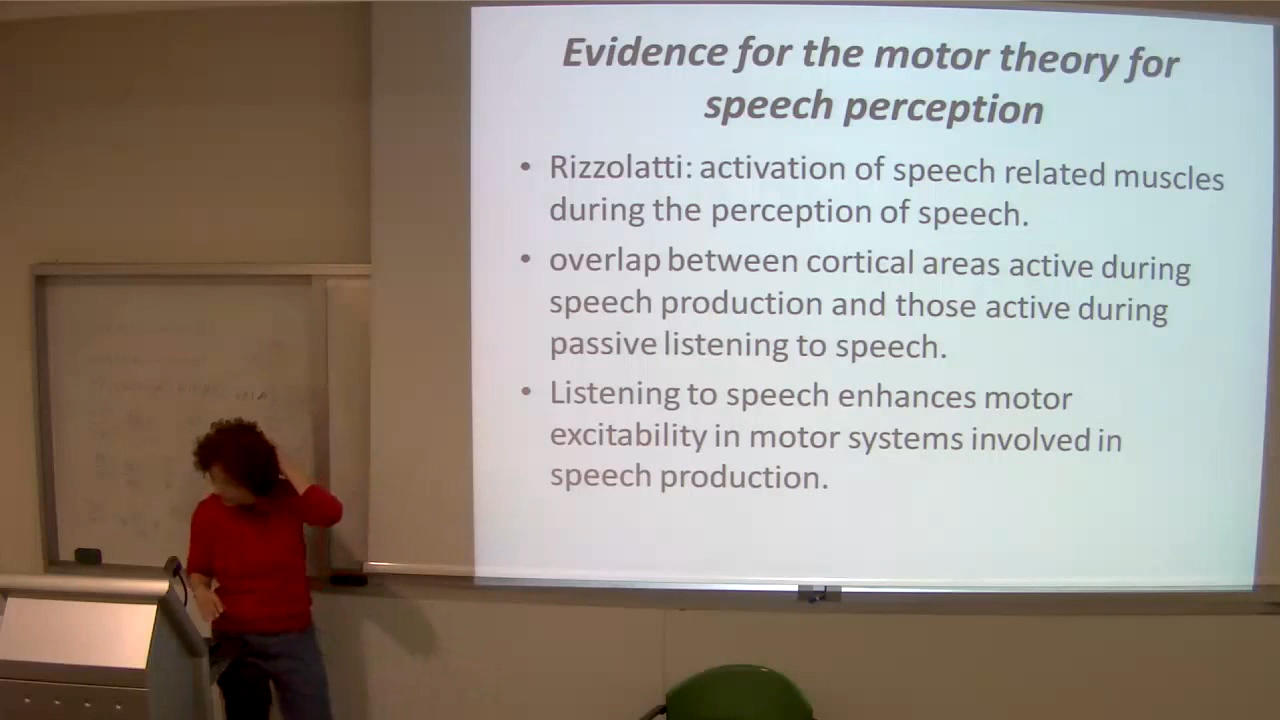 Evidence for the motor theory for
speech perception
• Rizzolatti: activation of speech related muscles
during the perception of speech.
• overlap between cortical areas active during
speech production and those active during
passive listening to speech.
• Listening to speech enhances motor
excitability in motor systems involved in
speech production.